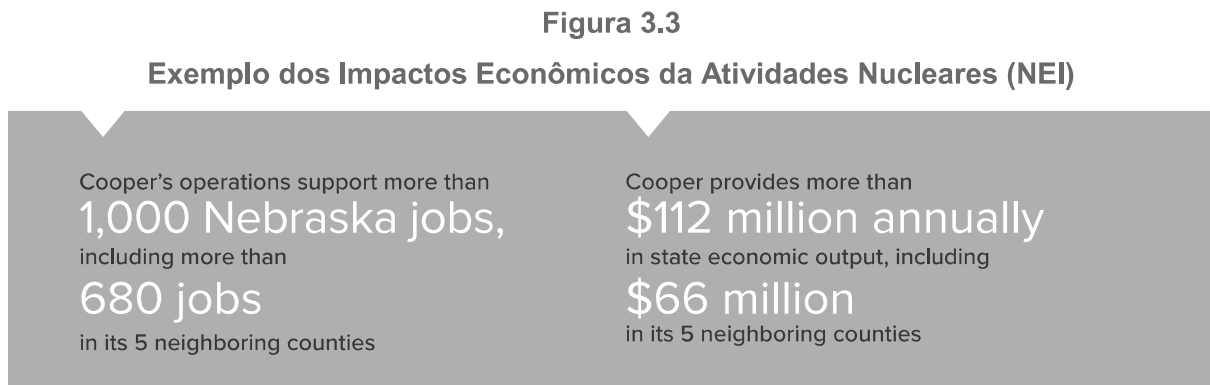 Figura 3.3
Exemplo dos Impactos Econômicos da Atividades Nucleares (NEI)
Cooper's operations support more than
1,000 Nebraska jobs,
including more than
680 jobs
in its 5 neighboring counties
Cooper provides more than
$112 million annually
in state economic output, including
$66 million
in its 5 neighboring counties